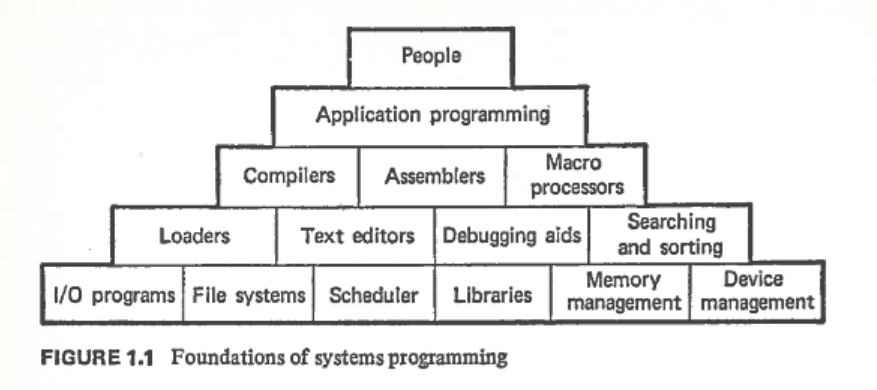 People
Application programming
Compilers
Assemblers
Macro
processors
Loaders
Text editors
Debugging aids
Searching
and sorting
I/O programs
File systems
Scheduler
Libraries
Memory
management
Device
management
FIGURE 1.1 Foundations of systems programming